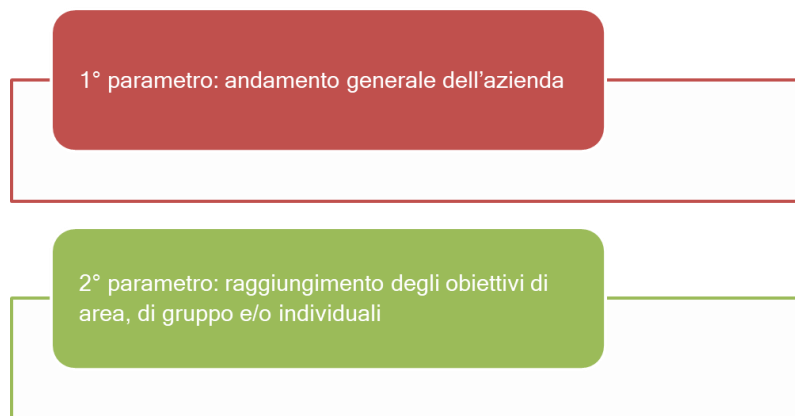 1° parametro: andamento generale dell’azienda
2° parametro: raggiungimento degli obiettivi di
area, di gruppo e/o individuali